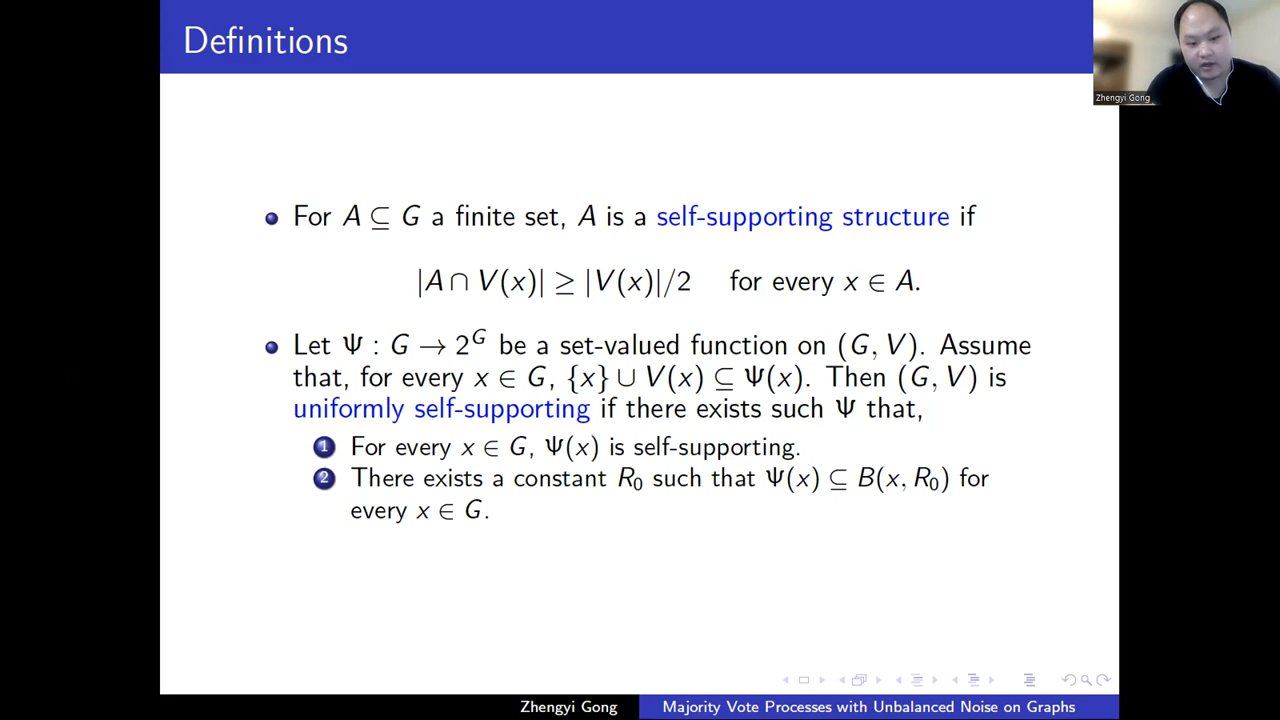 Definitions
Zhengyi Gong
For A ⊆ G a finite set, A is a self-supporting structure if
|A ∩ V(x)| ≥ |V(x)|/2 for every x ∈ A.
Let Ψ : G → 2^G be a set-valued function on (G, V). Assume
that, for every x ∈ G, {x} ∪ V(x) ⊆ Ψ(x). Then (G, V) is
uniformly self-supporting if there exists such Ψ that,
1 For every x ∈ G, Ψ(x) is self-supporting.
2 There exists a constant R₀ such that Ψ(x) ⊆ B(x, R₀) for
every x ∈ G.
Zhengyi Gong Majority Vote Processes with Unbalanced Noise on Graphs